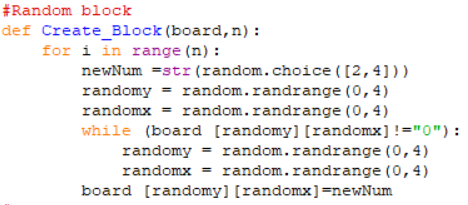 #Random block
def Create_Block(board,n):
    for i in range(n):
        newNum =str(random.choice([2,4]))
        randomy = random.randrange(0,4)
        randomx = random.randrange(0,4)
        while (board [randomy][randomx]!="0"):
            randomy = random.randrange(0,4)
            randomx = random.randrange(0,4)
        board [randomy][randomx]=newNum